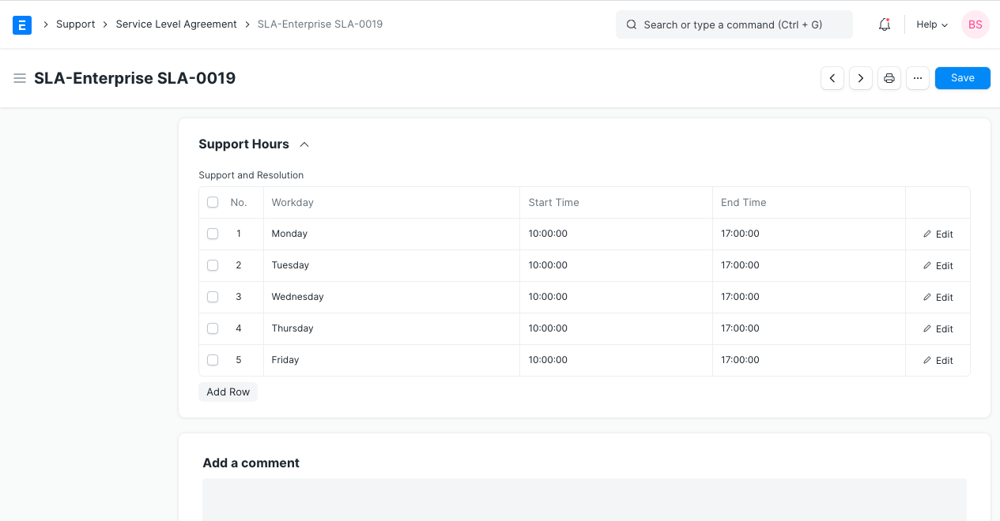 E Support Service Level Agreement SLA-Enterprise SLA-0019 Search or type a command (Ctrl + G) Help BS
SLA-Enterprise SLA-0019 Save
Support Hours
Support and Resolution
No. Workday Start Time End Time
1 Monday 10:00:00 17:00:00 Edit
2 Tuesday 10:00:00 17:00:00 Edit
3 Wednesday 10:00:00 17:00:00 Edit
4 Thursday 10:00:00 17:00:00 Edit
5 Friday 10:00:00 17:00:00 Edit
Add Row
Add a comment